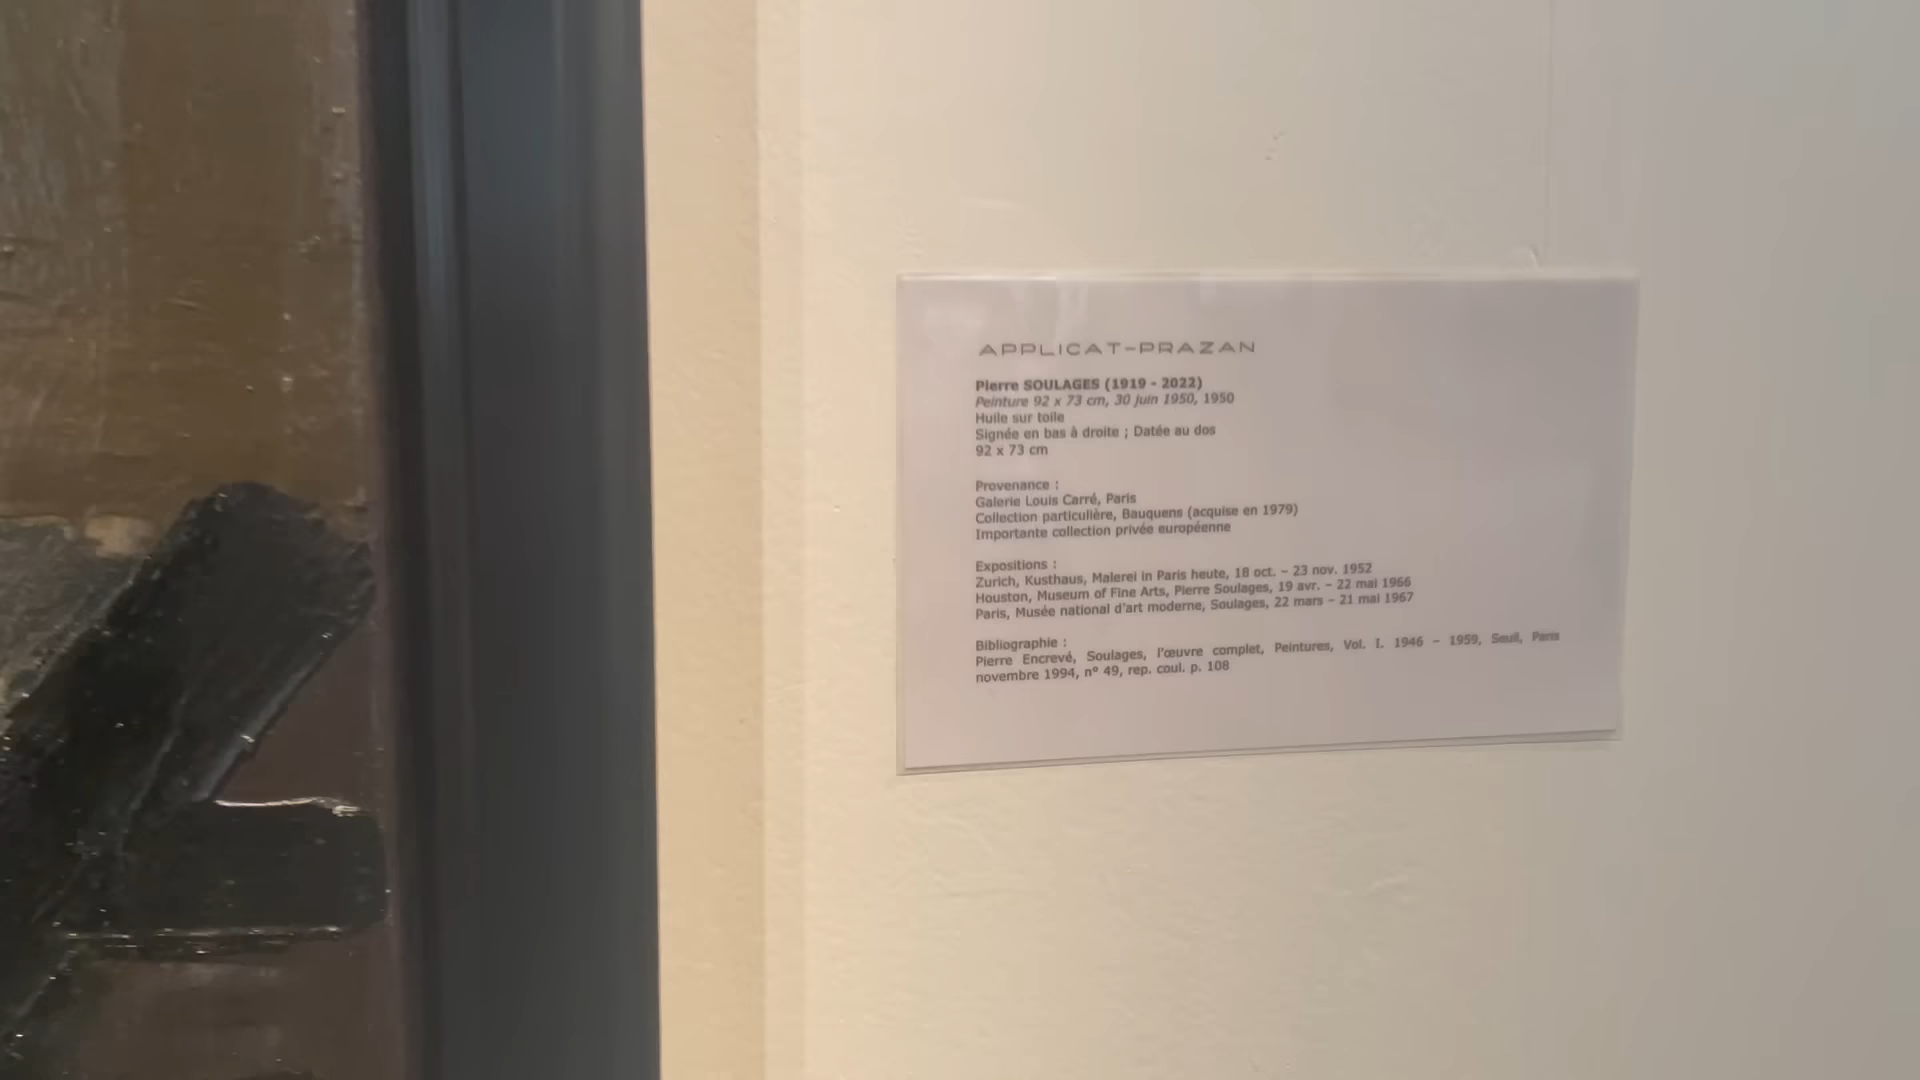 APPLICAT-PRAZAN
Pierre SOULAGES (1919 - 2022)
Peinture 92 x 73 cm, 30 juin 1950, 1950
Huile sur toile
Signée en bas à droite ; Datée au dos
92 x 73 cm
Provenance :
Galerie Louis Carré, Paris
Collection particulière, Bauquens (acquise en 1979)
Importante collection privée européenne
Expositions :
Zurich, Kusthaus, Malerei in Paris heute, 18 oct. – 23 nov. 1952
Houston, Museum of Fine Arts, Pierre Soulages, 19 avr. – 22 mai 1966
Paris, Musée national d'art moderne, Soulages, 22 mars – 21 mai 1967
Bibliographie :
Pierre Encrevé, Soulages, l'œuvre complet, Peintures, Vol. I. 1946 – 1959, Seuil, Paris
novembre 1994, n° 49, rep. coul. p. 108